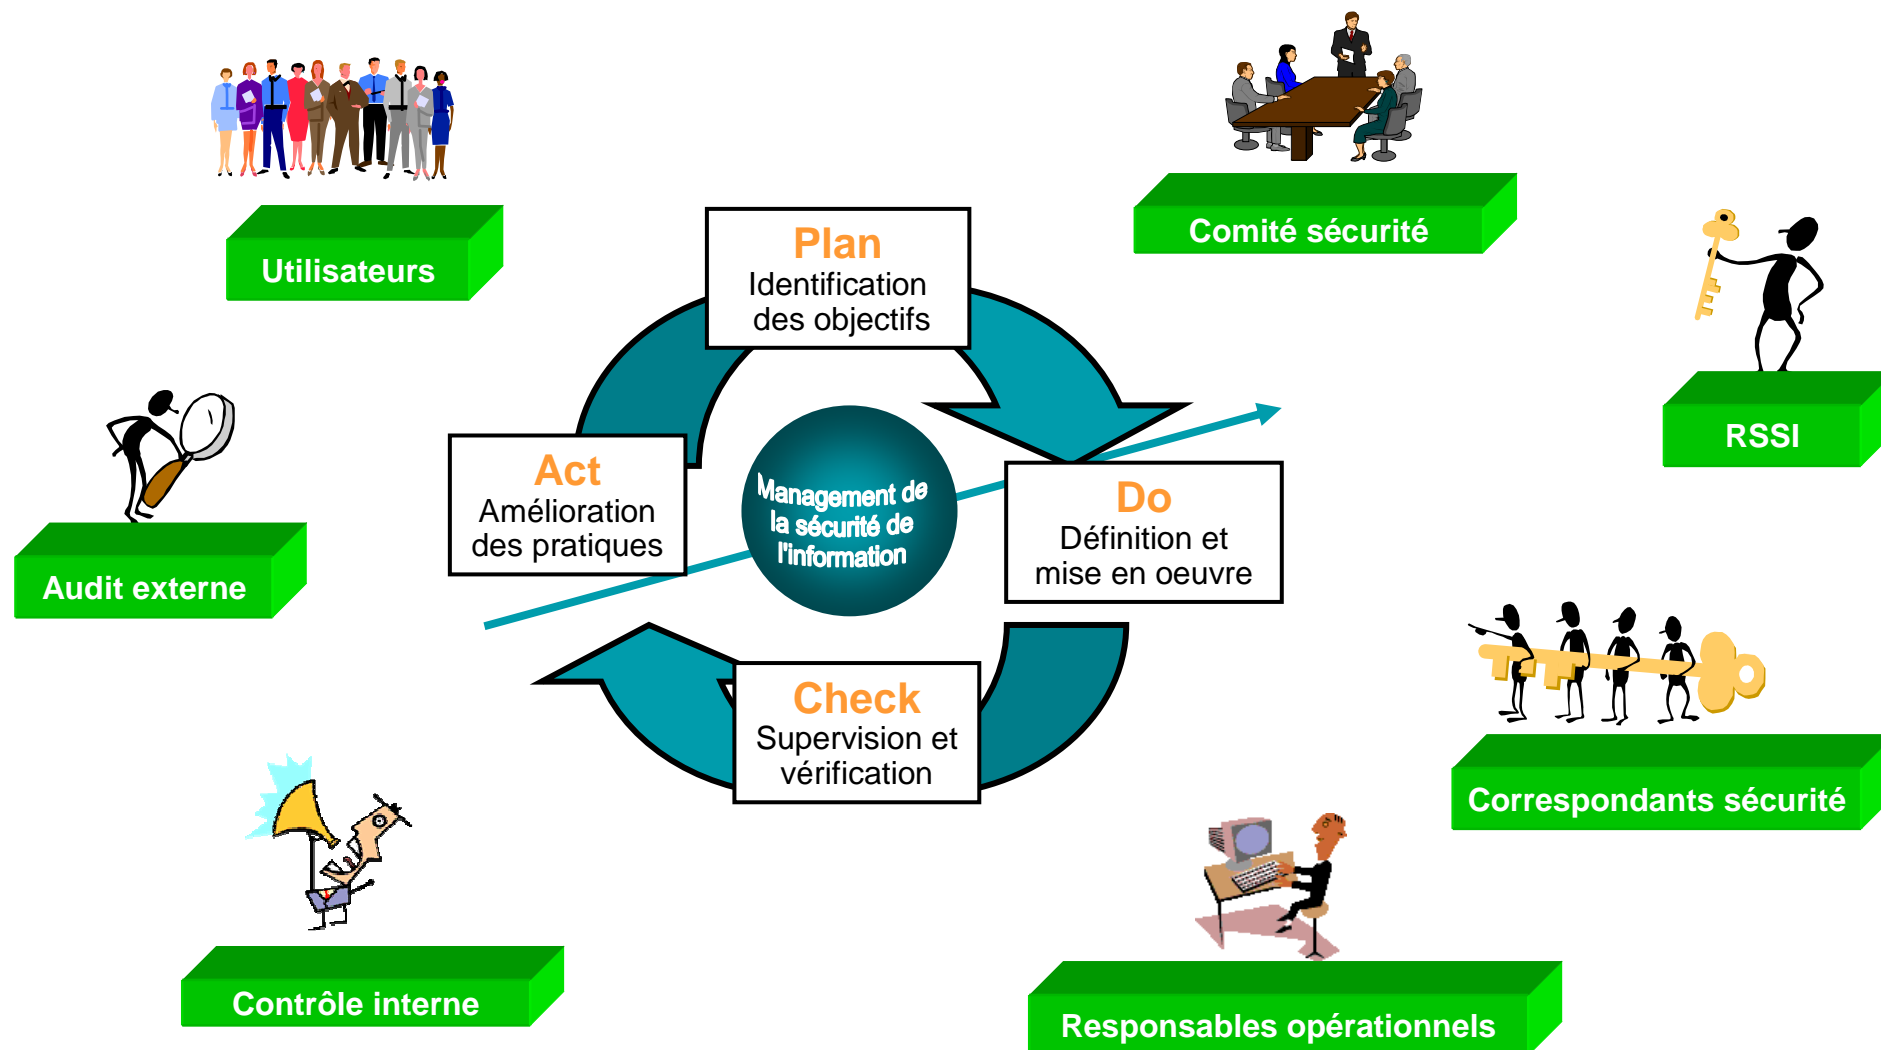 Utilisateurs
Comité sécurité
Plan
Identification
des objectifs
RSSI
Act
Amélioration
des pratiques
Management de
la sécurité de
l'information
Do
Définition et
mise en oeuvre
Audit externe
Check
Supervision et
vérification
Correspondants sécurité
Contrôle interne
Responsables opérationnels